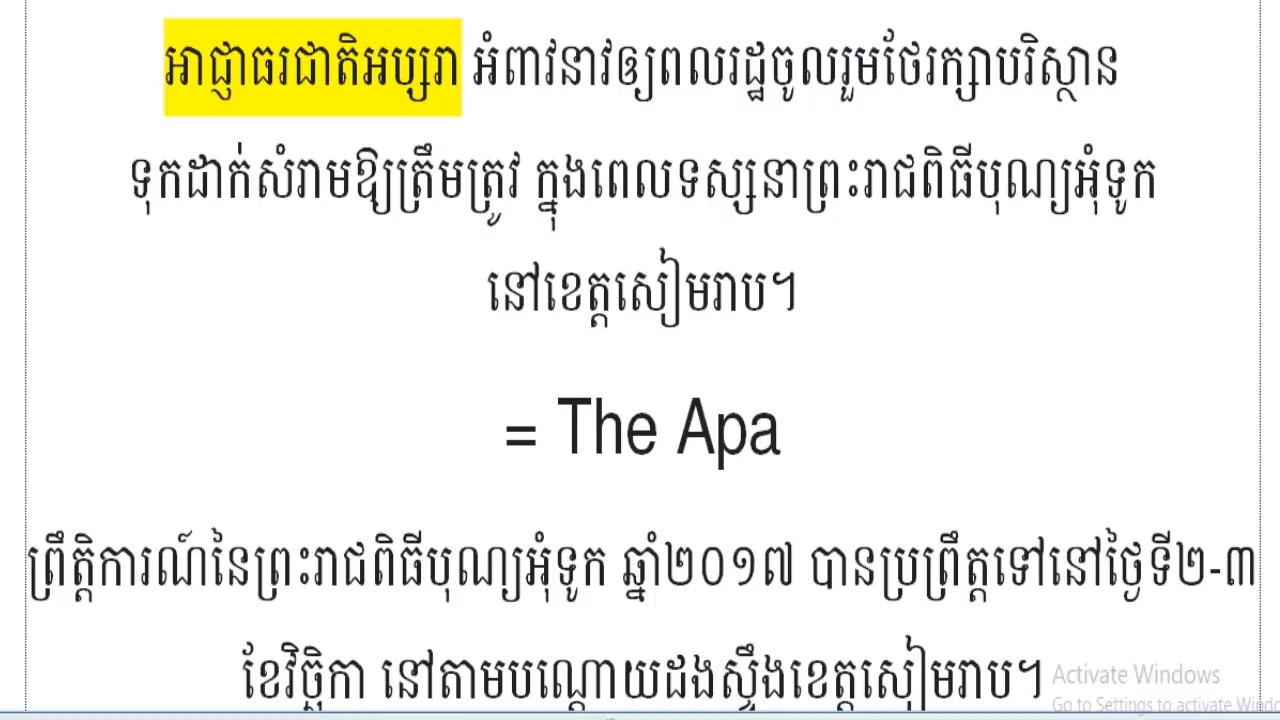 អាជ្ញាធរជាតិអប្សរា អំពាវនាវឲ្យពលរដ្ឋចូលរួមថែរក្សាបរិស្ថាន
ទុកដាក់សំរាមឱ្យត្រឹមត្រូវ ក្នុងពេលទស្សនាព្រះរាជពិធីបុណ្យអុំទូក
នៅខេត្តសៀមរាប។
= The Apa
ព្រឹត្តិការណ៍នៃព្រះរាជពិធីបុណ្យអុំទូក ឆ្នាំ២០១៧ បានប្រព្រឹត្តទៅនៅថ្ងៃទី២-៣
ខែវិច្ឆិកា នៅតាមបណ្តោយដងស្ទឹងខេត្តសៀមរាប។
Activate Windows
Go to Settings to activate Windo